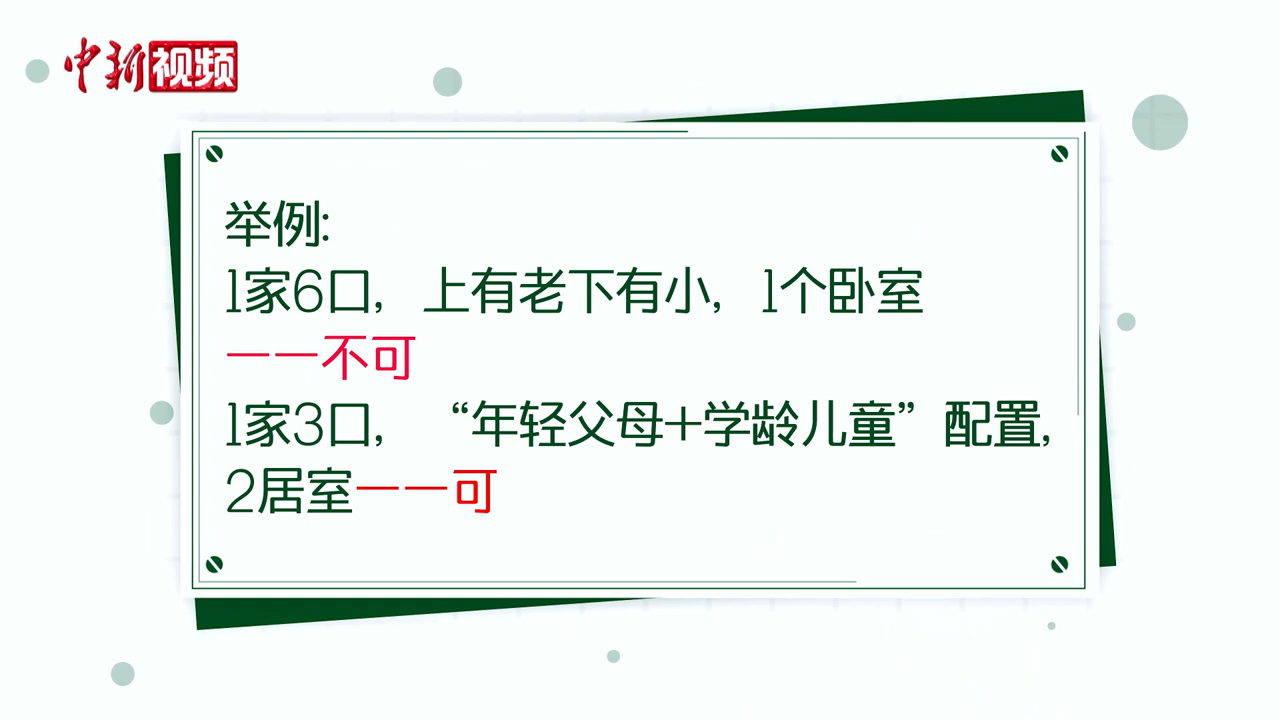 中新视频
举例:
1家6口，上有老下有小，1个卧室
——不可
1家3口，“年轻父母+学龄儿童”配置，
2居室——可